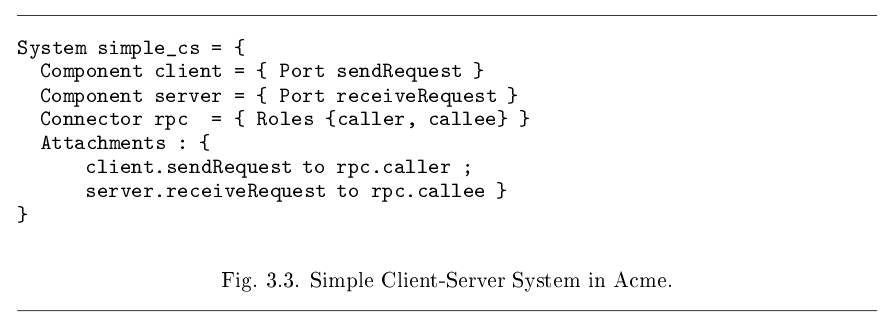 System simple_cs = {
  Component client = { Port sendRequest }
  Component server = { Port receiveRequest }
  Connector rpc  = { Roles {caller, callee} }
  Attachments : {
      client.sendRequest to rpc.caller ;
      server.receiveRequest to rpc.callee }
}
Fig. 3.3. Simple Client-Server System in Acme.